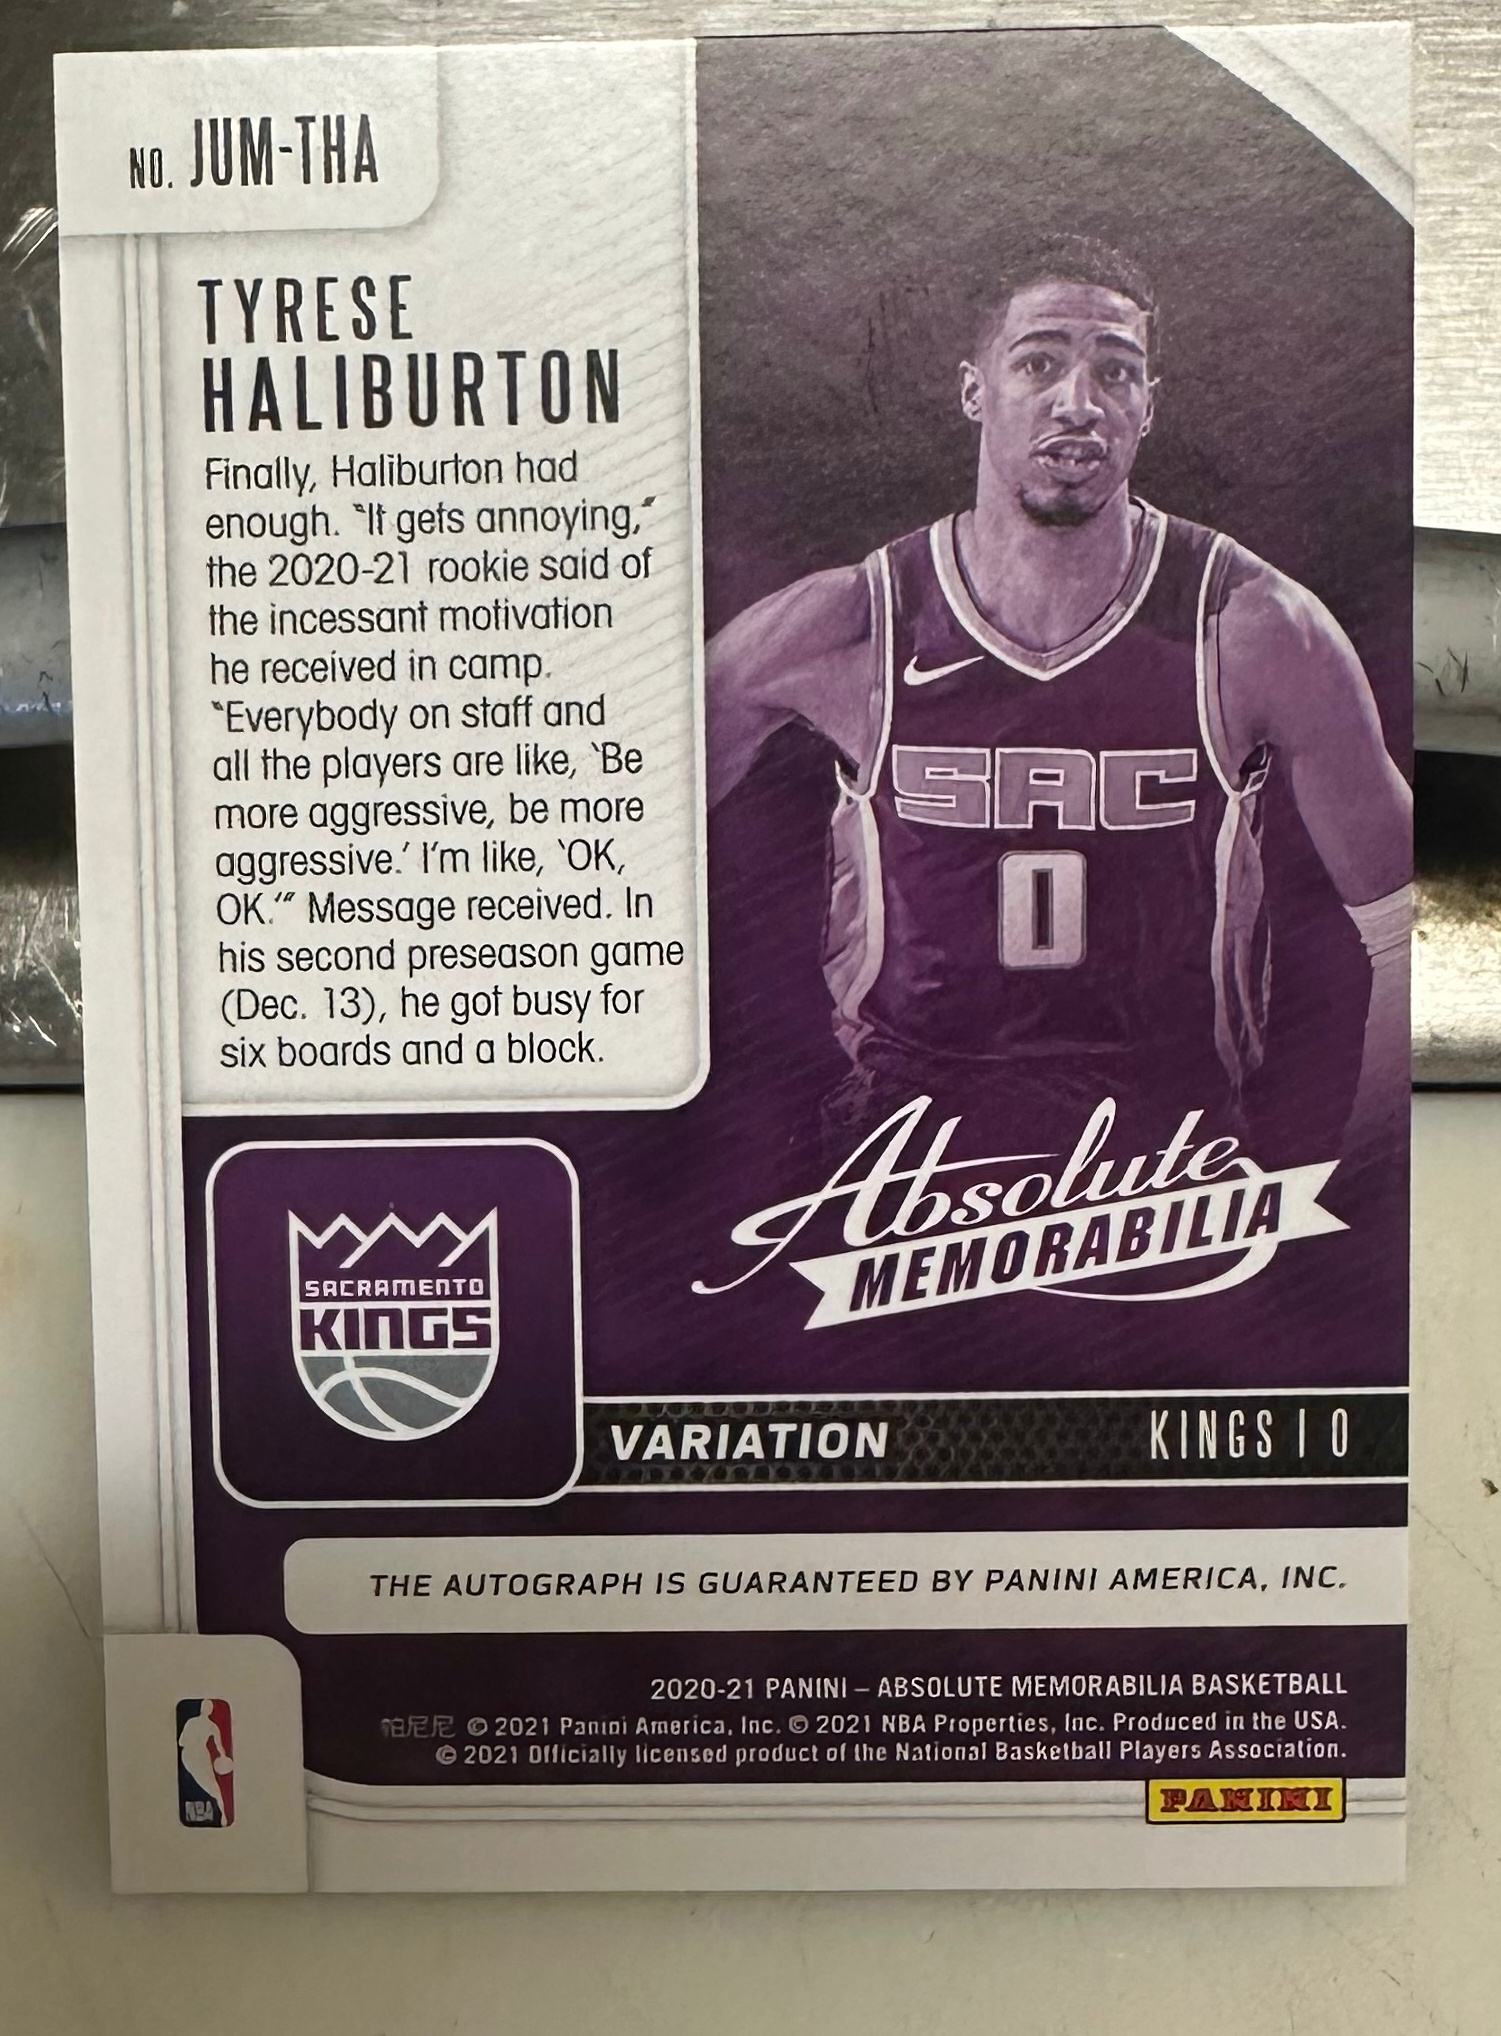 NO. JUM-THA
TYRESE
HALIBURTON
Finally, Haliburton had
enough. “It gets annoying,”
the 2020-21 rookie said of
the incessant motivation
he received in camp.
“Everybody on staff and
all the players are like, ‘Be
more aggressive, be more
aggressive.’ I’m like, ‘OK,
OK.’” Message received. In
his second preseason game
(Dec. 13), he got busy for
six boards and a block.
SAC
0
Absolute
MEMORABILIA
SACRAMENTO
KINGS
VARIATION
KINGS | 0
THE AUTOGRAPH IS GUARANTEED BY PANINI AMERICA, INC.
2020-21 PANINI – ABSOLUTE MEMORABILIA BASKETBALL
帕尼尼 © 2021 Panini America, Inc. © 2021 NBA Properties, Inc. Produced in the USA.
© 2021 Officially licensed product of the National Basketball Players Association.
NBA
PANINI